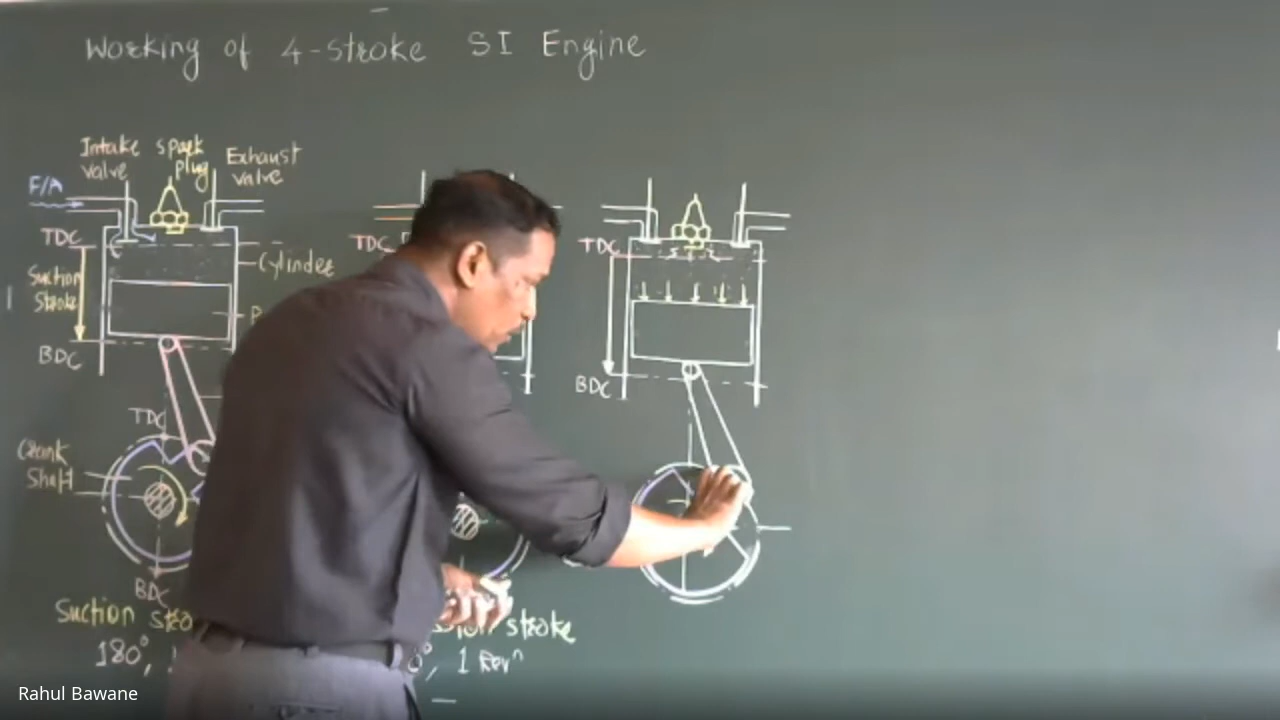 Working of 4-stroke SI Engine
Intake valve
spark plug
Exhaust valve
F/A
TDC
Suction Stroke
BDC
Cylinder
TDC
Crank Shaft
BDC
Suction
180°,
TDC
stroke
1 Revⁿ
TDC
BDC
Rahul Bawane